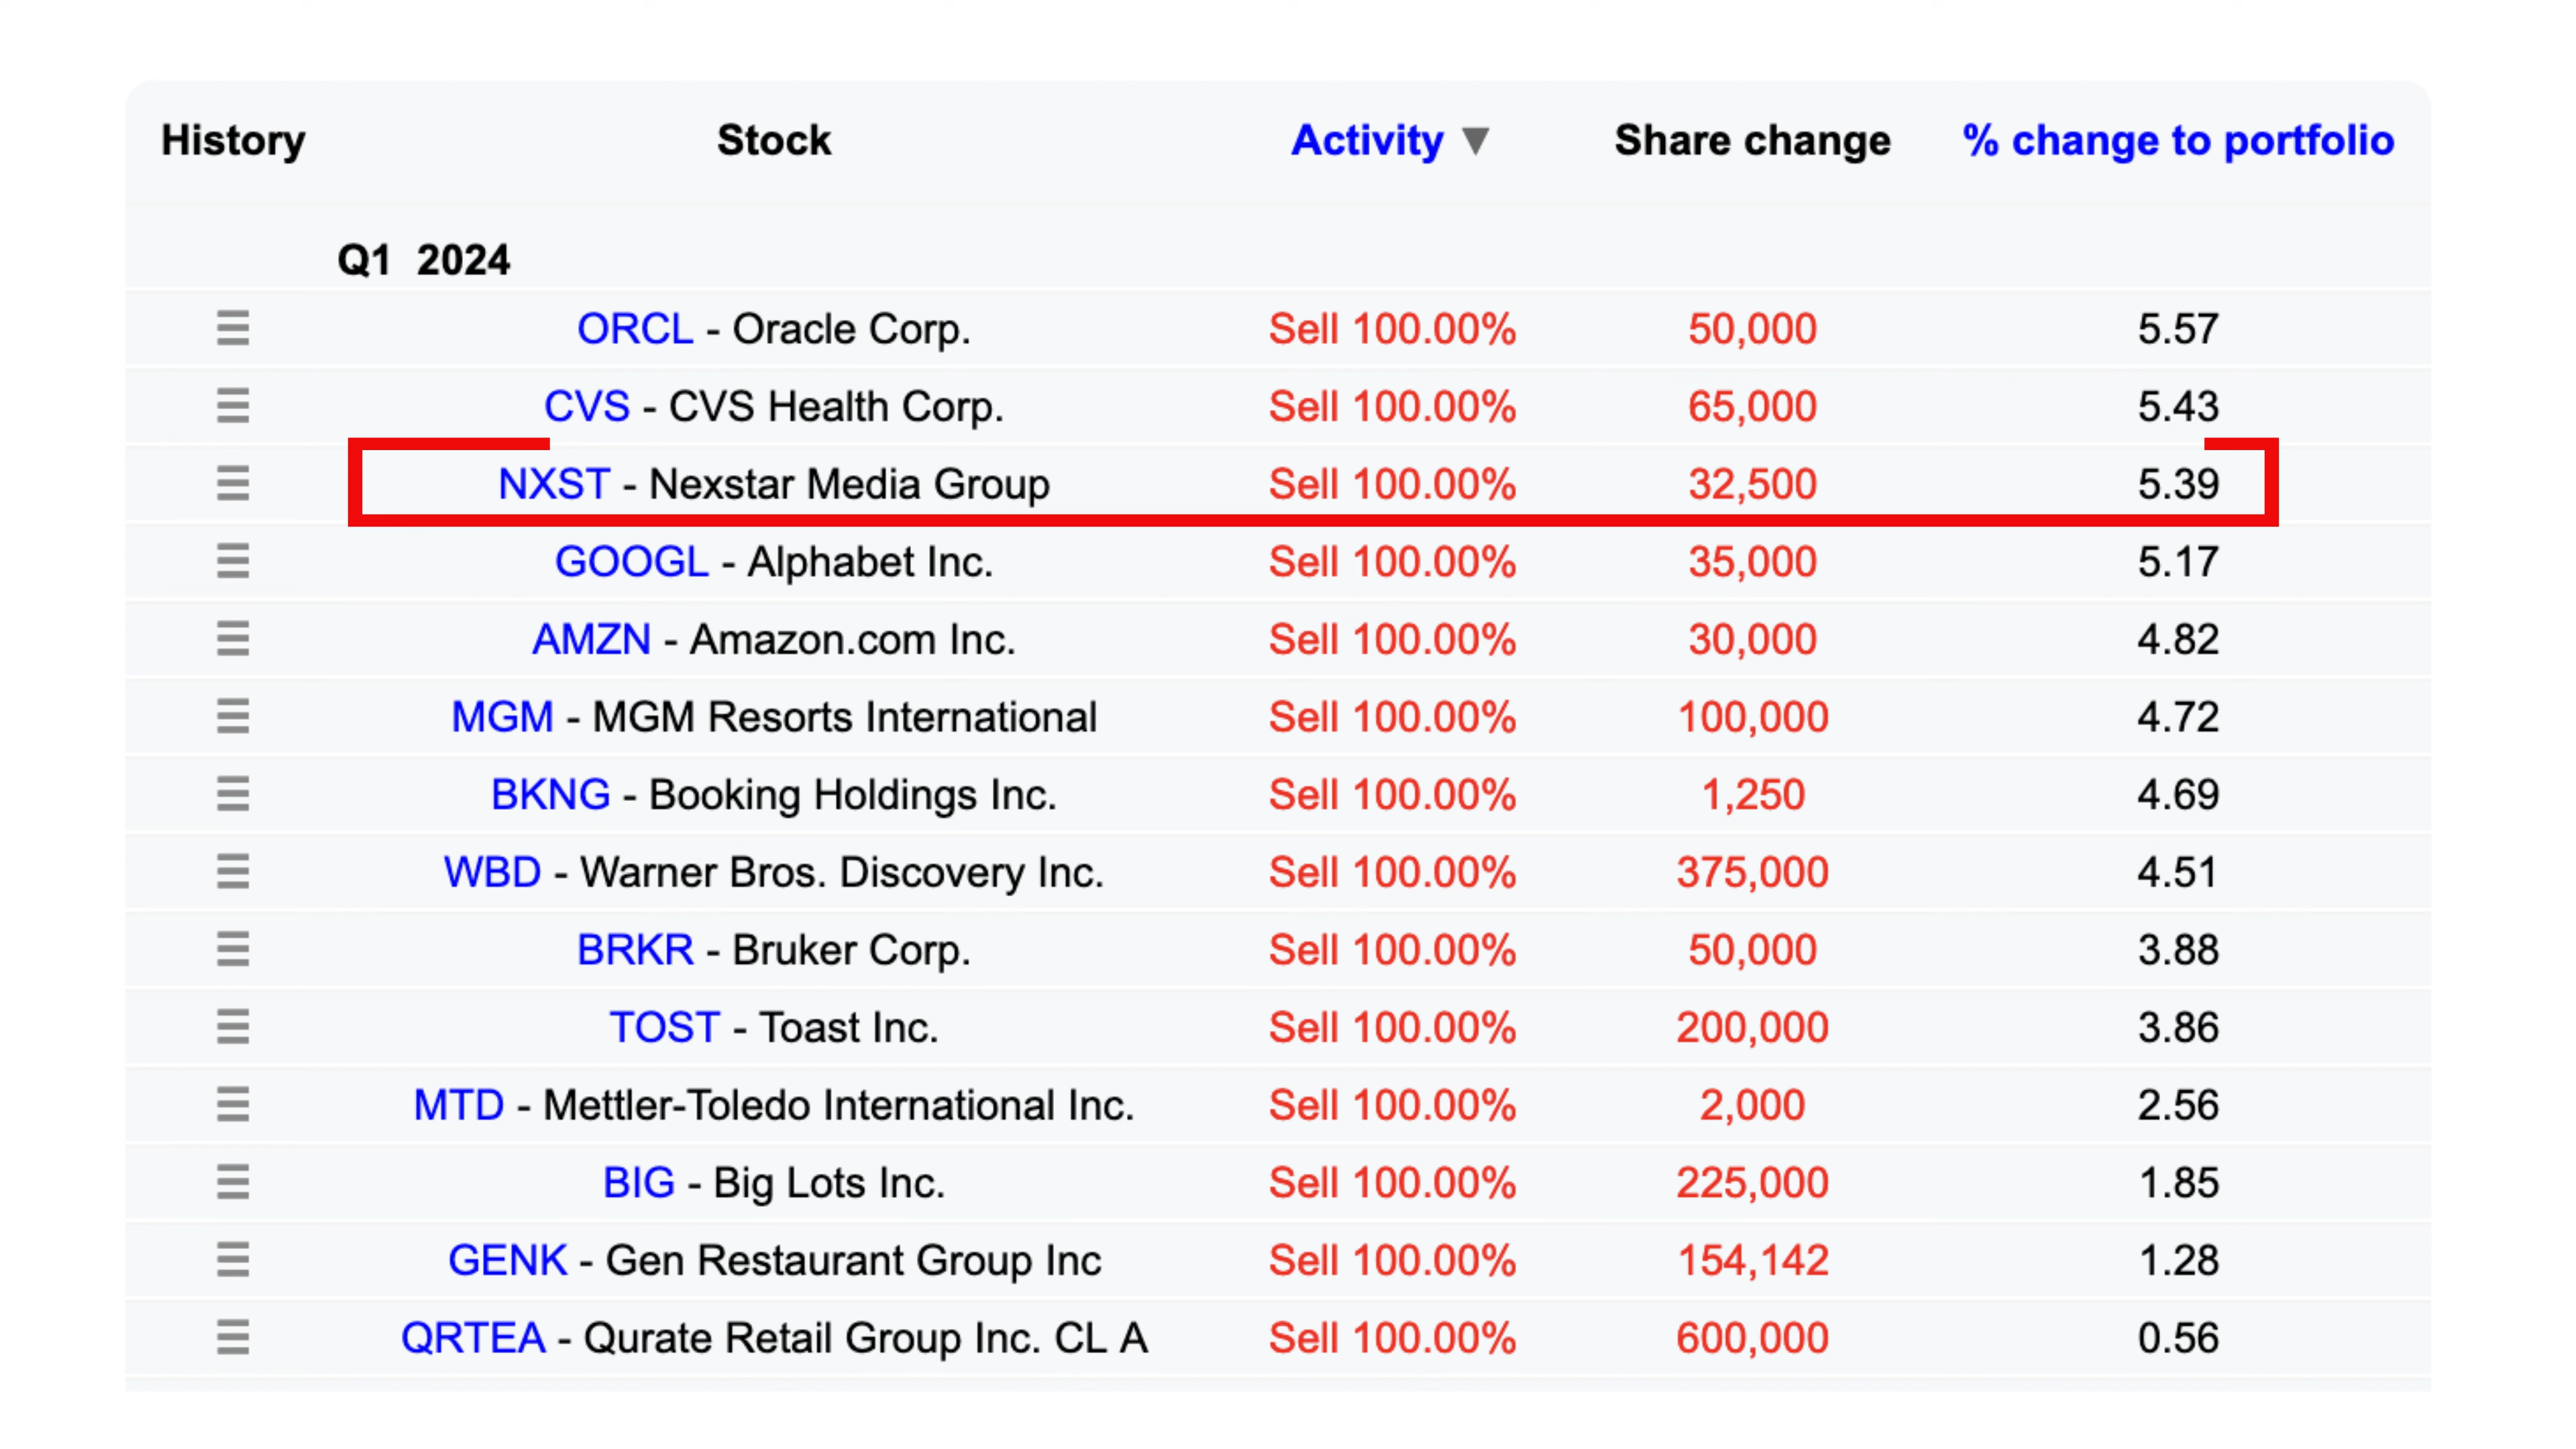 History Stock Activity ▼ Share change % change to portfolio
Q1 2024
ORCL - Oracle Corp. Sell 100.00% 50,000 5.57
CVS - CVS Health Corp. Sell 100.00% 65,000 5.43
NXST - Nexstar Media Group Sell 100.00% 32,500 5.39
GOOGL - Alphabet Inc. Sell 100.00% 35,000 5.17
AMZN - Amazon.com Inc. Sell 100.00% 30,000 4.82
MGM - MGM Resorts International Sell 100.00% 100,000 4.72
BKNG - Booking Holdings Inc. Sell 100.00% 1,250 4.69
WBD - Warner Bros. Discovery Inc. Sell 100.00% 375,000 4.51
BRKR - Bruker Corp. Sell 100.00% 50,000 3.88
TOST - Toast Inc. Sell 100.00% 200,000 3.86
MTD - Mettler-Toledo International Inc. Sell 100.00% 2,000 2.56
BIG - Big Lots Inc. Sell 100.00% 225,000 1.85
GENK - Gen Restaurant Group Inc Sell 100.00% 154,142 1.28
QRTEA - Qurate Retail Group Inc. CL A Sell 100.00% 600,000 0.56